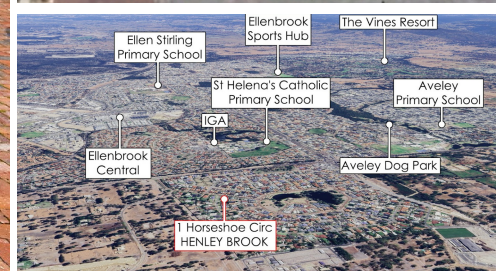 Ellenbrook
Sports Hub
The Vines Resort
Ellen Stirling
Primary School
St Helena's Catholic
Primary School
Aveley
Primary School
IGA
Ellenbrook
Central
Aveley Dog Park
1 Horseshoe Circ
HENLEY BROOK